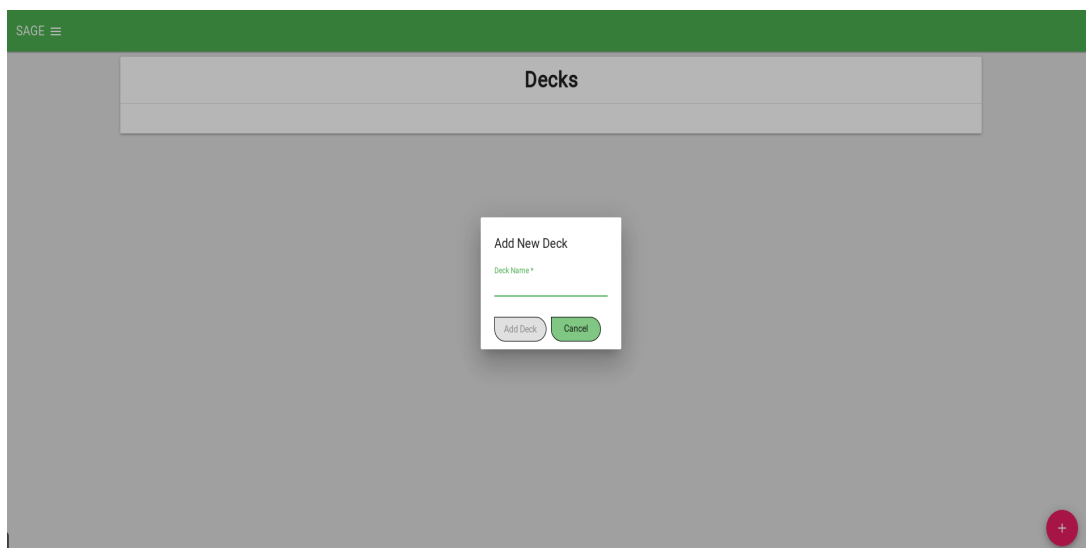 SAGE
Decks
Add New Deck
Deck Name *
Add Deck Cancel
+